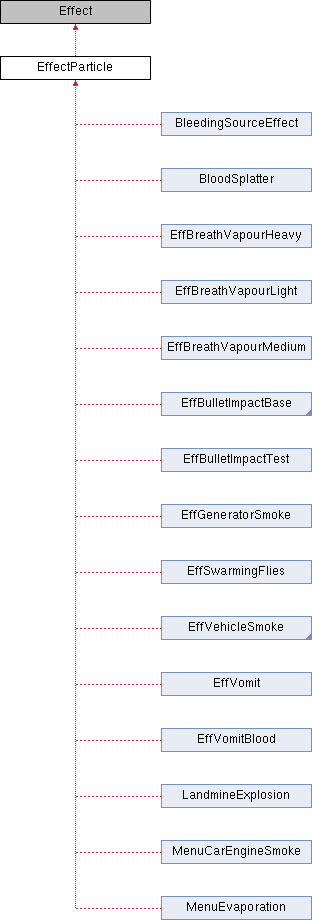 Effect
EffectParticle
BleedingSourceEffect
BloodSplatter
EffBreathVapourHeavy
EffBreathVapourLight
EffBreathVapourMedium
EffBulletImpactBase
EffBulletImpactTest
EffGeneratorSmoke
EffSwarmingFlies
EffVehicleSmoke
EffVomit
EffVomitBlood
LandmineExplosion
MenuCarEngineSmoke
MenuEvaporation